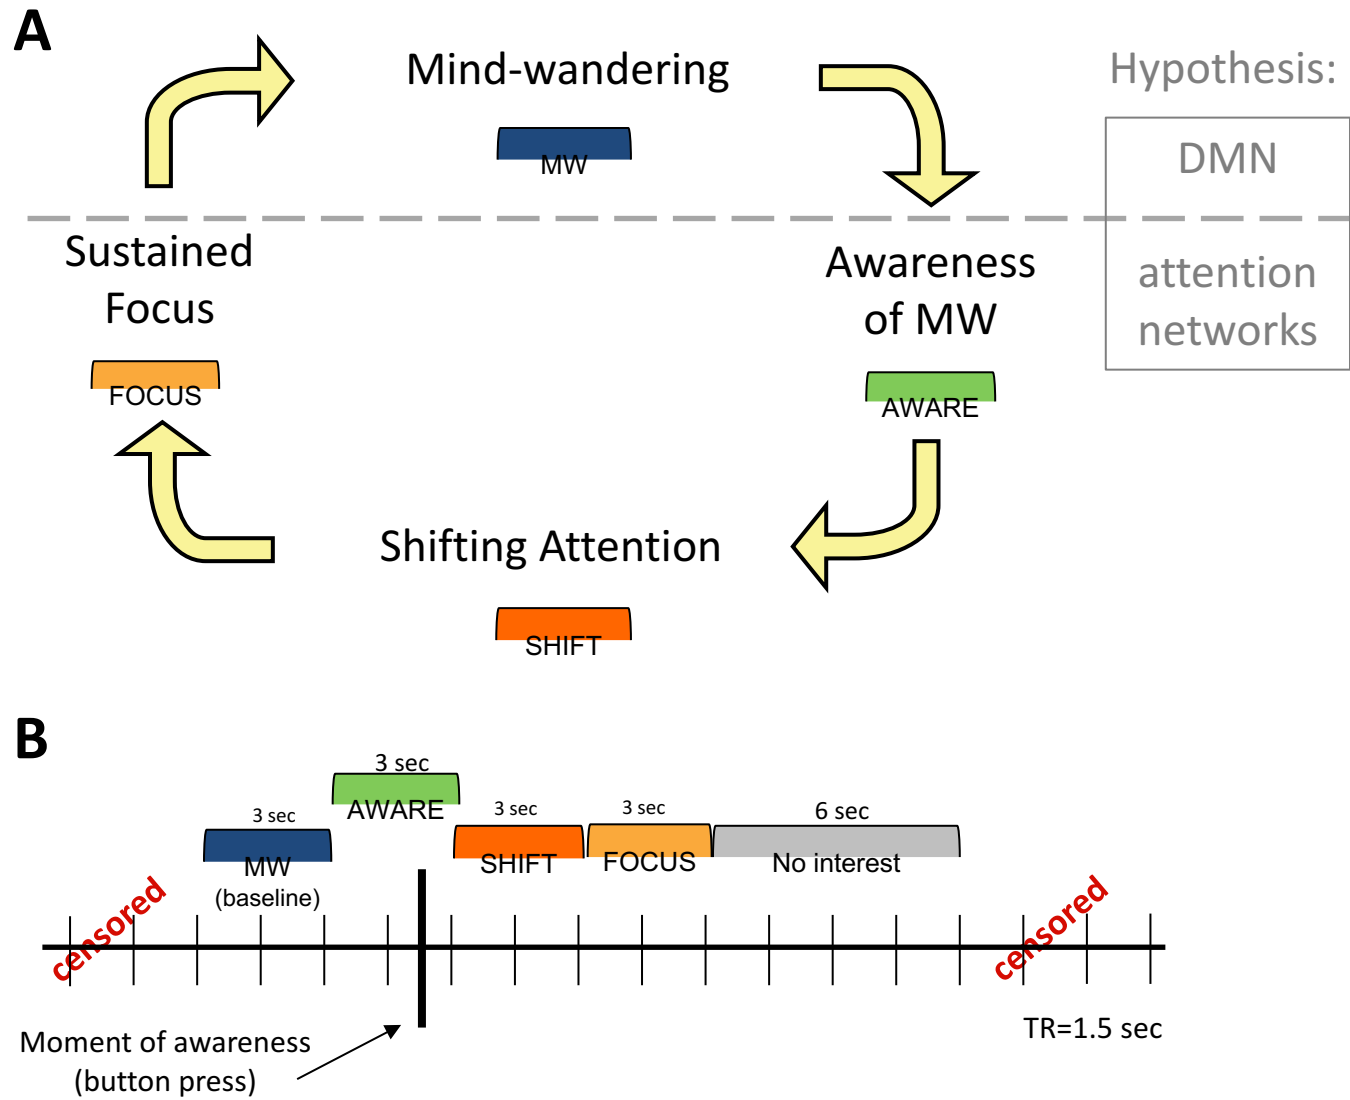 A
Mind-wandering
MW
Hypothesis:
DMN
attention
networks
Sustained
Focus
FOCUS
Awareness
of MW
AWARE
Shifting Attention
SHIFT
B
3 sec
AWARE
3 sec
MW
(baseline)
3 sec
SHIFT
3 sec
FOCUS
6 sec
No interest
censored
censored
Moment of awareness
(button press)
TR=1.5 sec